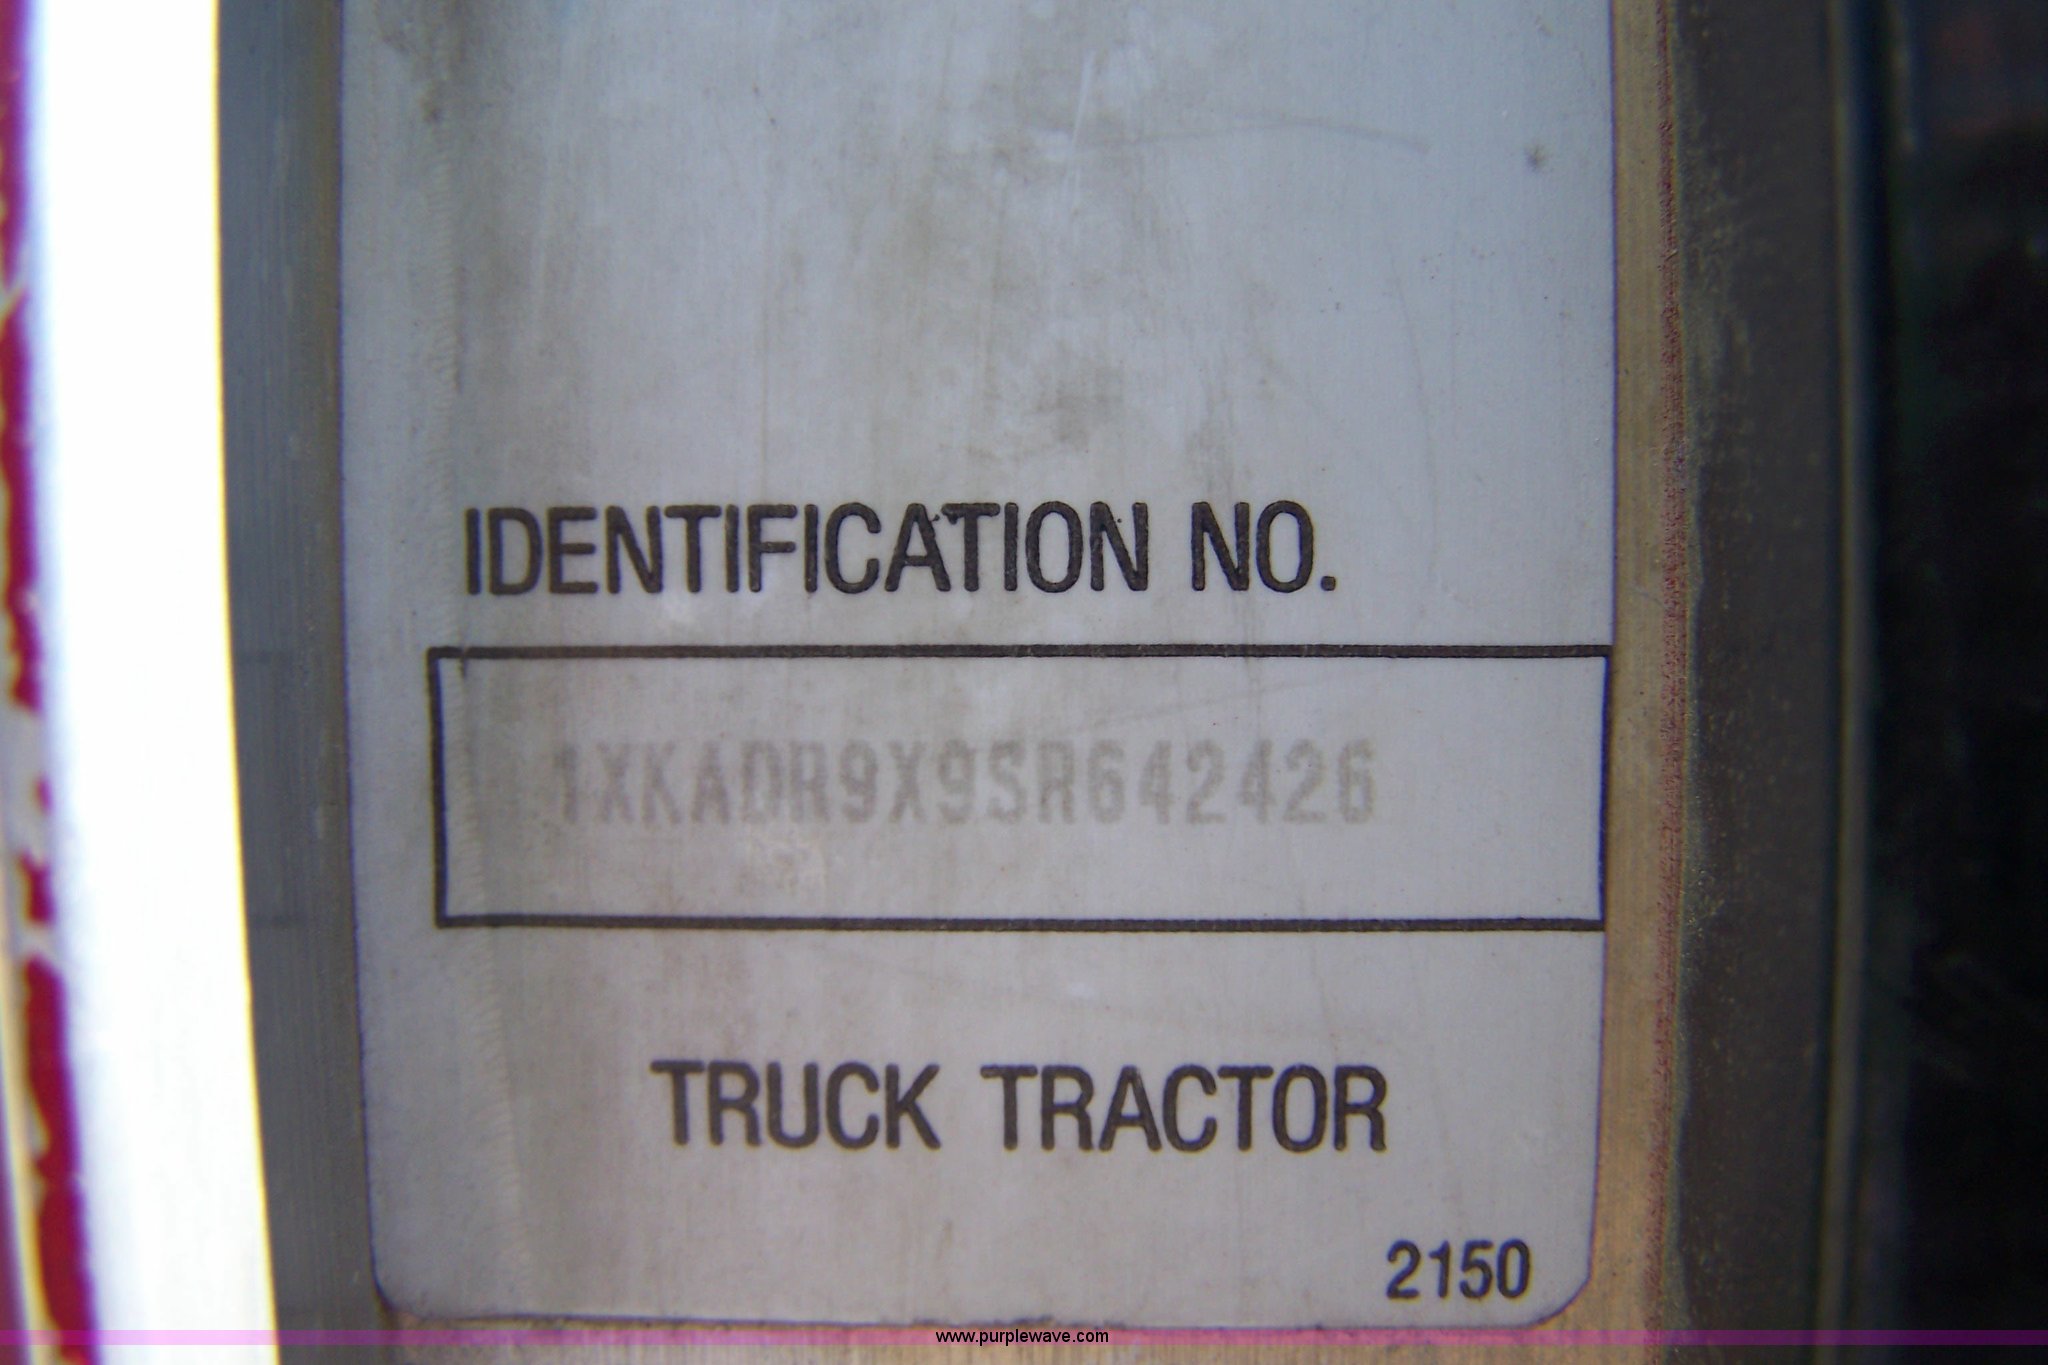 IDENTIFICATION NO.
1XKADR9X9SR642426
TRUCK TRACTOR
2150
www.purplewave.com